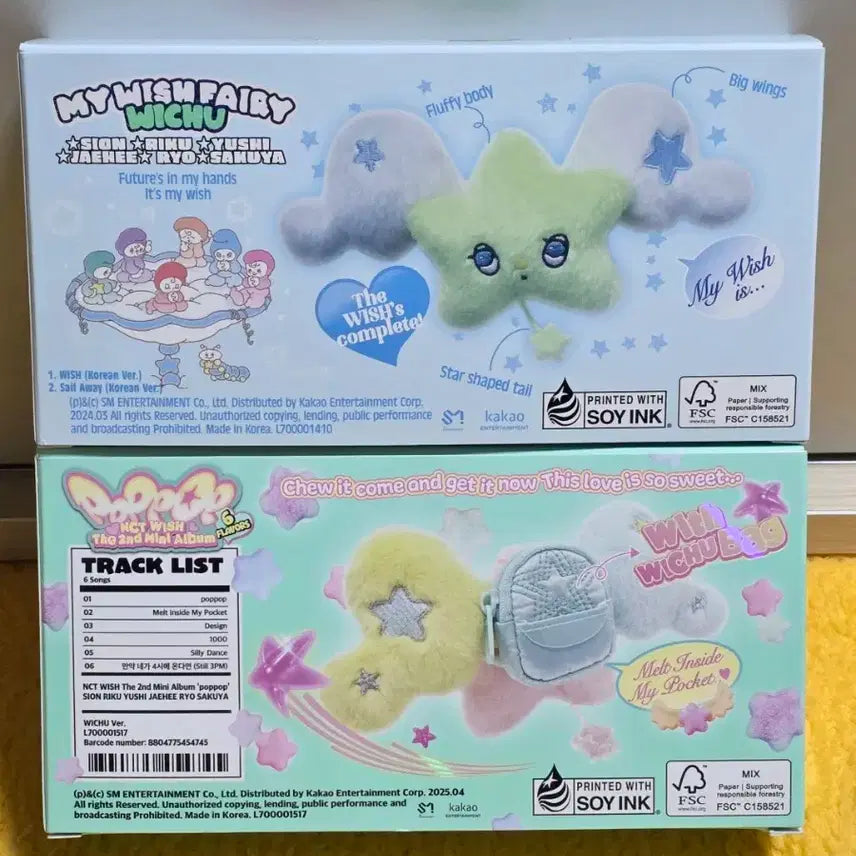 MY WISH FAIRY
WICHU
★SION★RIKU★YUSHI
★JAEHEE★RYO★SAKUYA
Future's in my hands
It's my wish
Fluffy body
Big wings
The
WISH's
complete!
My Wish
is...
Star shaped tail
1. WISH (Korean Ver.)
2. Sail Away (Korean Ver.)
(p)&(c) SM ENTERTAINMENT Co., Ltd. Distributed by Kakao Entertainment Corp.
2024.03 All rights Reserved. Unauthorized copying, lending, public performance
and broadcasting Prohibited. Made in Korea. L700001410
SM
kakao
ENTERTAINMENT
PRINTED WITH
SOY INK
FSC
www.fsc.org
MIX
Paper | Supporting
responsible forestry
FSC™ C158521
POPPOP
NCT WISH
The 2nd Mini Album
6
FLAVORS
Chew it come and get it now This love is so sweet...
With
WICHU Bag
TRACK LIST
6 Songs
01 poppop
02 Melt Inside My Pocket
03 Design
04 1000
05 Silly Dance
06 만약 네가 4시에 온다면 (Still 3PM)
NCT WISH The 2nd Mini Album 'poppop'
SION RIKU YUSHI JAEHEE RYO SAKUYA
WICHU Ver.
L700001517
Barcode number: 8804775454745
Melt Inside
My Pocket
(p)&(c) SM ENTERTAINMENT Co., Ltd. Distributed by Kakao Entertainment Corp. 2025.04
All rights Reserved. Unauthorized copying, lending, public performance and
broadcasting Prohibited. Made in Korea. L700001517
SM
kakao
ENTERTAINMENT
PRINTED WITH
SOY INK
FSC
www.fsc.org
MIX
Paper | Supporting
responsible forestry
FSC™ C158521